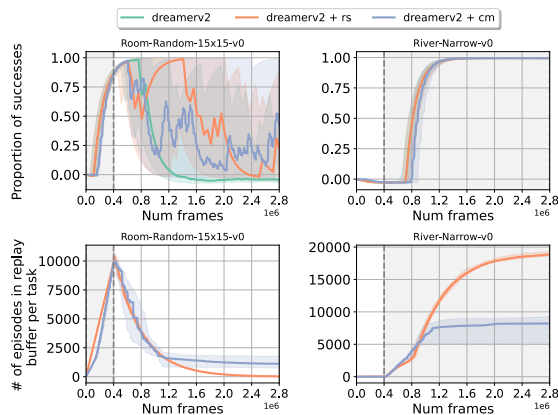 dreamerv2 dreamerv2 + rs dreamerv2 + cm
Room-Random-15x15-v0 River-Narrow-v0
Proportion of successes
1.00 0.75 0.50 0.25 0.00
0.0 0.4 0.8 1.2 1.6 2.0 2.4 2.8
1e6
Num frames
1.00 0.75 0.50 0.25 0.00
0.0 0.4 0.8 1.2 1.6 2.0 2.4 2.8
1e6
Num frames
Room-Random-15x15-v0 River-Narrow-v0
# of episodes in replay
buffer per task
10000 7500 5000 2500 0
0.0 0.4 0.8 1.2 1.6 2.0 2.4 2.8
1e6
Num frames
20000 15000 10000 5000 0
0.0 0.4 0.8 1.2 1.6 2.0 2.4 2.8
1e6
Num frames